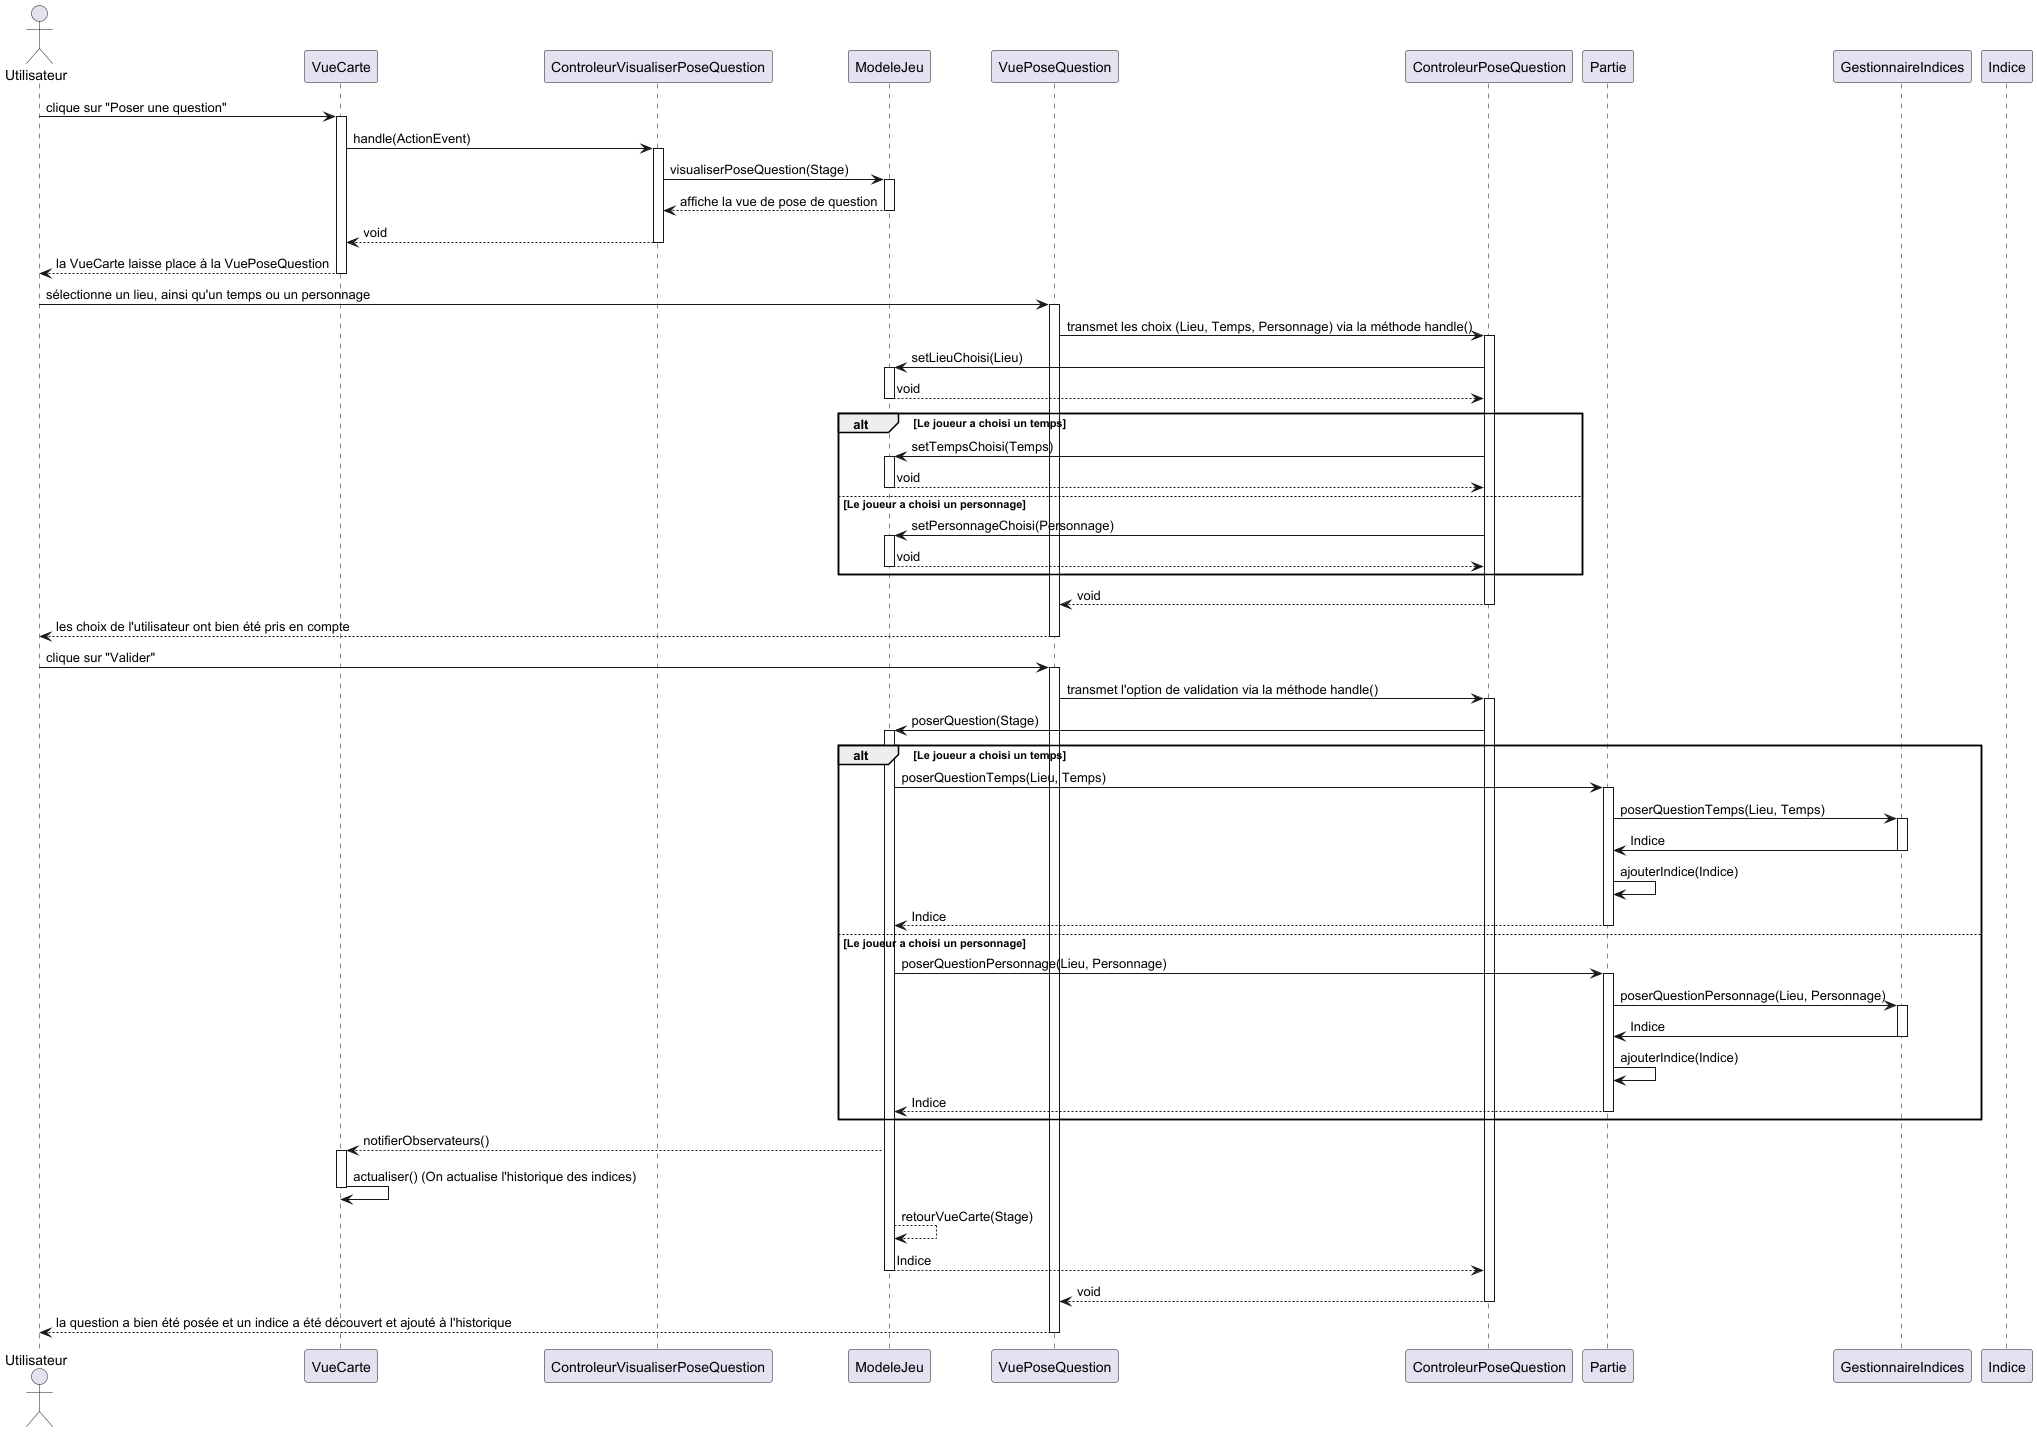 Utilisateur
VueCarte
ControleurVisualiserPoseQuestion
ModeleJeu
VuePoseQuestion
ControleurPoseQuestion
Partie
GestionnaireIndices
Indice
clique sur "Poser une question"
handle(ActionEvent)
visualiserPoseQuestion(Stage)
affiche la vue de pose de question
void
la VueCarte laisse place à la VuePoseQuestion
sélectionne un lieu, ainsi qu'un temps ou un personnage
transmet les choix (Lieu, Temps, Personnage) via la méthode handle()
setLieuChoisi(Lieu)
void
alt [Le joueur a choisi un temps]
setTempsChoisi(Temps)
void
[Le joueur a choisi un personnage]
setPersonnageChoisi(Personnage)
void
void
les choix de l'utilisateur ont bien été pris en compte
clique sur "Valider"
transmet l'option de validation via la méthode handle()
poserQuestion(Stage)
alt [Le joueur a choisi un temps]
poserQuestionTemps(Lieu, Temps)
poserQuestionTemps(Lieu, Temps)
Indice
ajouterIndice(Indice)
Indice
[Le joueur a choisi un personnage]
poserQuestionPersonnage(Lieu, Personnage)
poserQuestionPersonnage(Lieu, Personnage)
Indice
ajouterIndice(Indice)
Indice
notifierObservateurs()
actualiser() (On actualise l'historique des indices)
retourVueCarte(Stage)
Indice
void
la question a bien été posée et un indice a été découvert et ajouté à l'historique
Utilisateur
VueCarte
ControleurVisualiserPoseQuestion
ModeleJeu
VuePoseQuestion
ControleurPoseQuestion
Partie
GestionnaireIndices
Indice